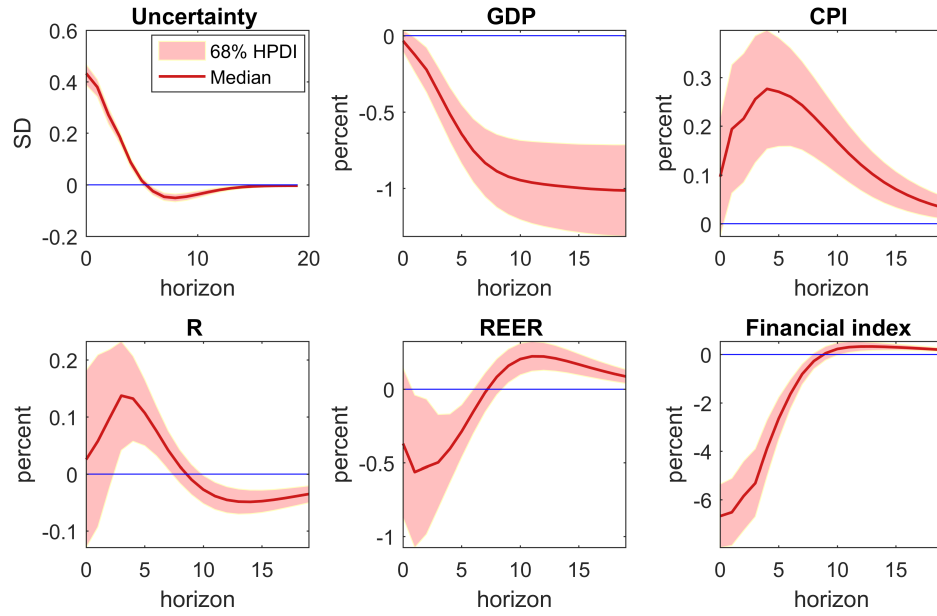 Uncertainty
0.6
0.4
0.2
0
-0.2
SD
68% HPDI
Median
0 10 20
horizon
GDP
0
-0.5
-1
percent
0 5 10 15
horizon
CPI
0.3
0.2
0.1
0
percent
0 5 10 15
horizon
R
0.2
0.1
0
-0.1
percent
0 5 10 15
horizon
REER
0
-0.5
-1
percent
0 5 10 15
horizon
Financial index
0
-2
-4
-6
percent
0 5 10 15
horizon